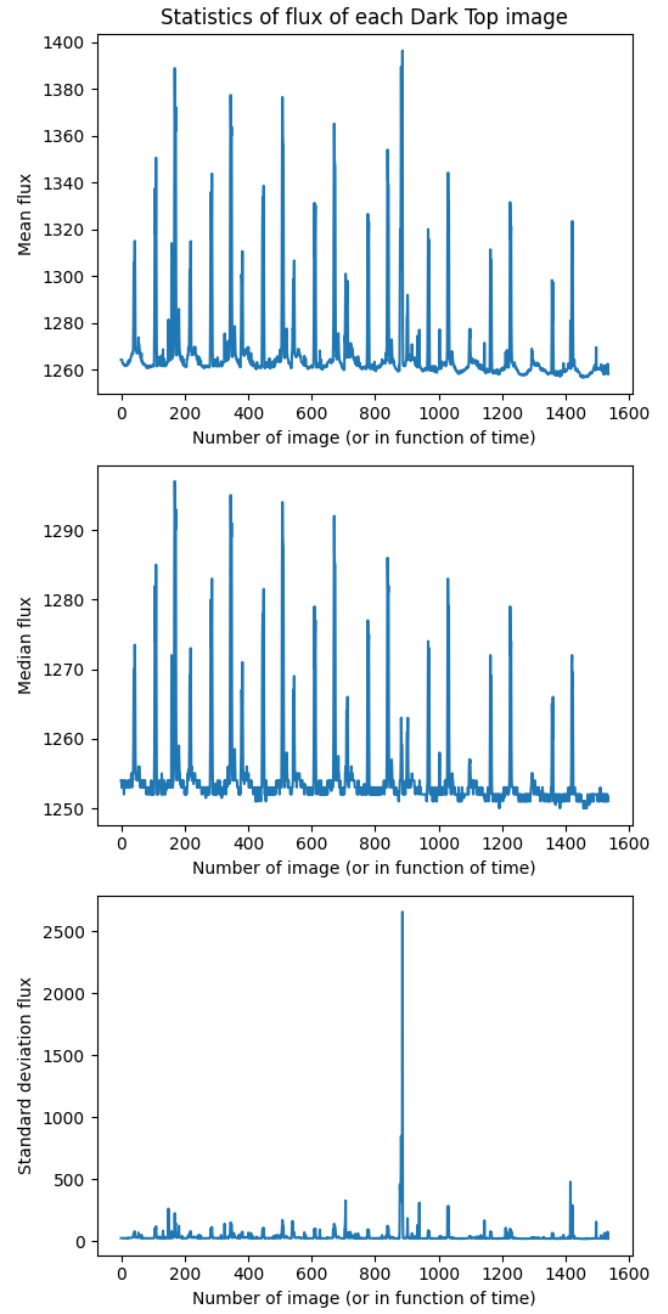 Statistics of flux of each Dark Top image
1400
1380
1360
1340
1320
1300
1280
1260
Mean flux
0 200 400 600 800 1000 1200 1400 1600
Number of image (or in function of time)
1290
1280
1270
1260
1250
Median flux
0 200 400 600 800 1000 1200 1400 1600
Number of image (or in function of time)
2500
2000
1500
1000
500
0
Standard deviation flux
0 200 400 600 800 1000 1200 1400 1600
Number of image (or in function of time)